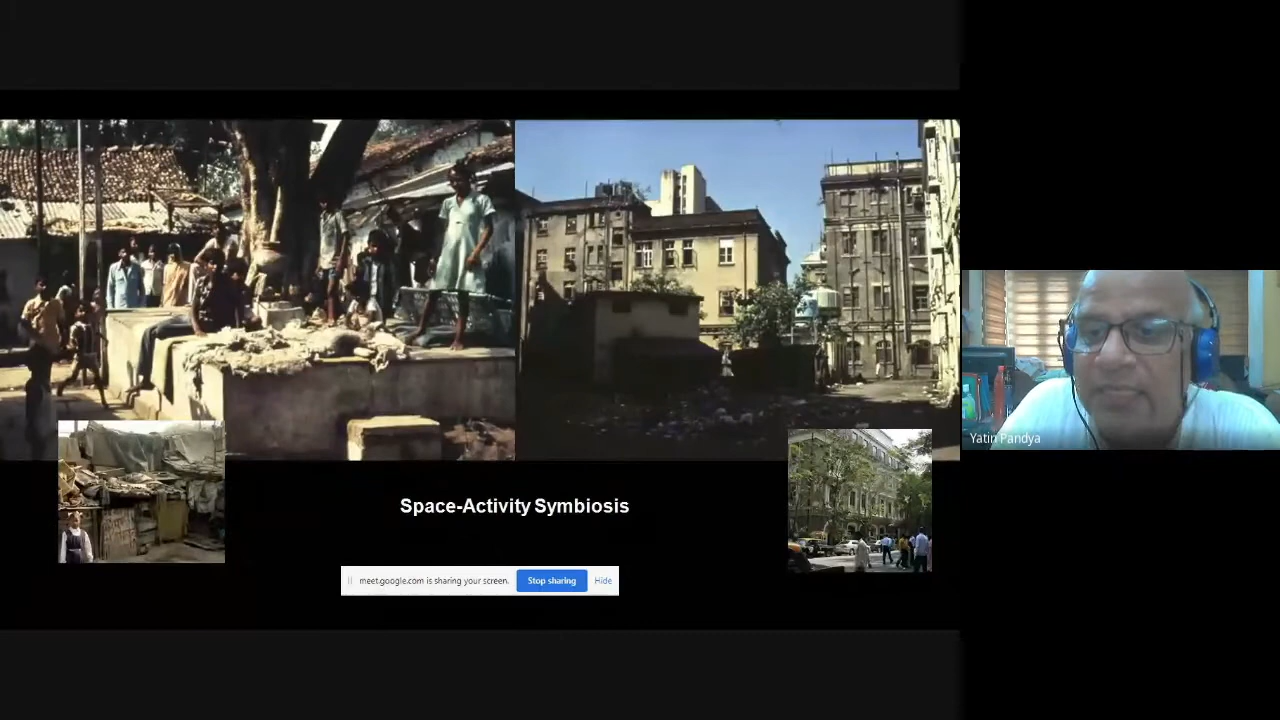 Yatin Pandya
Space-Activity Symbiosis
meet.google.com is sharing your screen.
Stop sharing
Hide